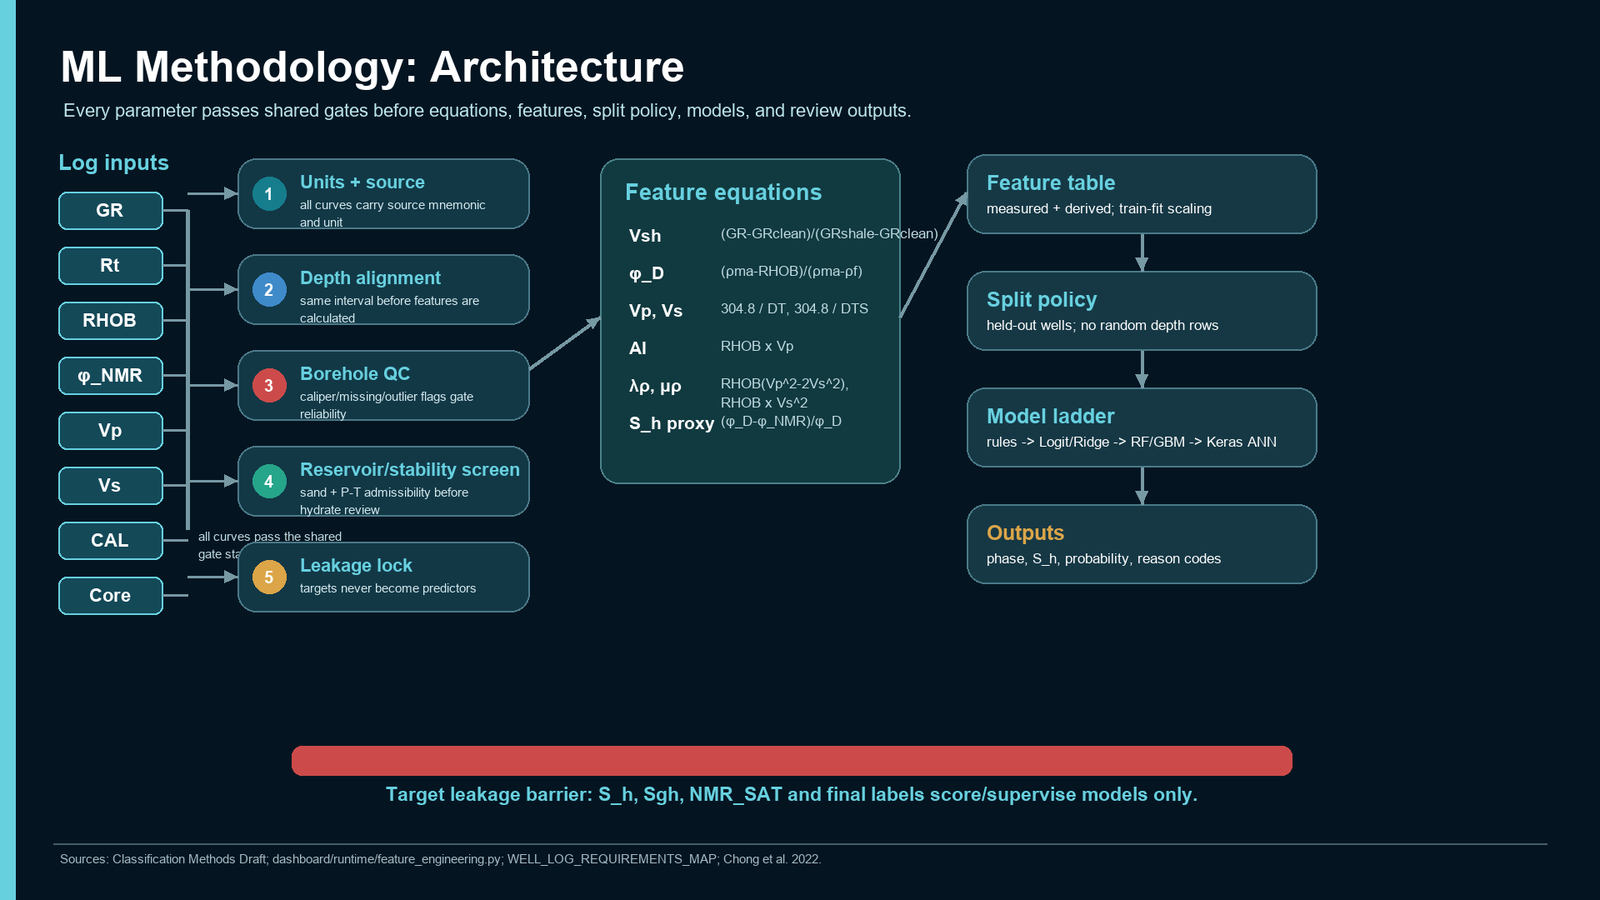 ML Methodology: Architecture
Every parameter passes shared gates before equations, features, split policy, models, and review outputs.
Log inputs
GR
Rt
RHOB
φ_NMR
Vp
Vs
CAL
Core
all curves pass the shared
gate sta
1
Units + source
all curves carry source mnemonic
and unit
2
Depth alignment
same interval before features are
calculated
3
Borehole QC
caliper/missing/outlier flags gate
reliability
4
Reservoir/stability screen
sand + P-T admissibility before
hydrate review
5
Leakage lock
targets never become predictors
Feature equations
Vsh (GR-GRclean)/(GRshale-GRclean)
φ_D (ρma-RHOB)/(ρma-ρf)
Vp, Vs 304.8 / DT, 304.8 / DTS
AI RHOB x Vp
λρ, μρ RHOB(Vp^2-2Vs^2),
RHOB x Vs^2
S_h proxy (φ_D-φ_NMR)/φ_D
Feature table
measured + derived; train-fit scaling
Split policy
held-out wells; no random depth rows
Model ladder
rules -> Logit/Ridge -> RF/GBM -> Keras ANN
Outputs
phase, S_h, probability, reason codes
Target leakage barrier: S_h, Sgh, NMR_SAT and final labels score/supervise models only.
Sources: Classification Methods Draft; dashboard/runtime/feature_engineering.py; WELL_LOG_REQUIREMENTS_MAP; Chong et al. 2022.